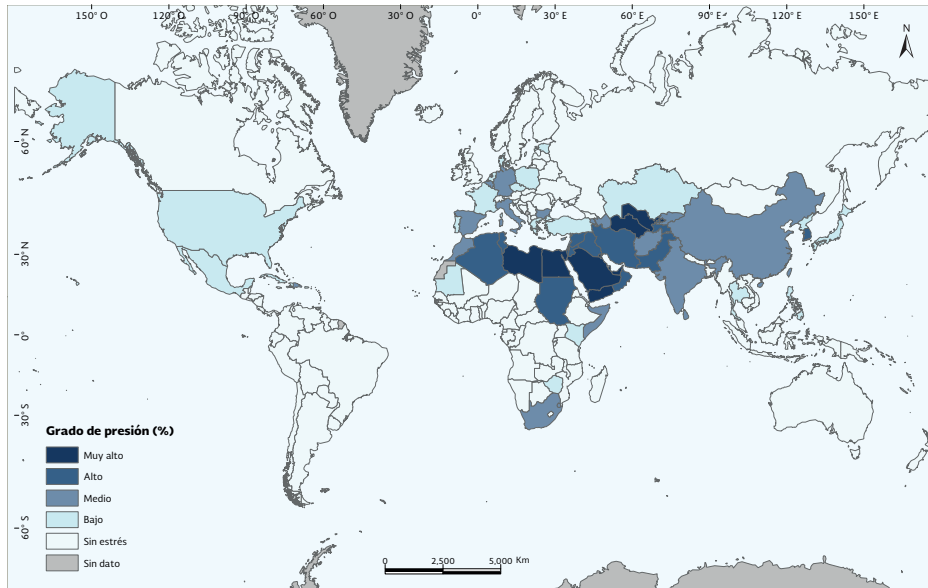 150° O 120° O 90° O 60° O 30° O 0° 30° E 60° E 90° E 120° E 150° E
N
60° N
30° N
0°
30° S
60° S
Grado de presión (%)
Muy alto
Alto
Medio
Bajo
Sin estrés
Sin dato
0 2,500 5,000 Km